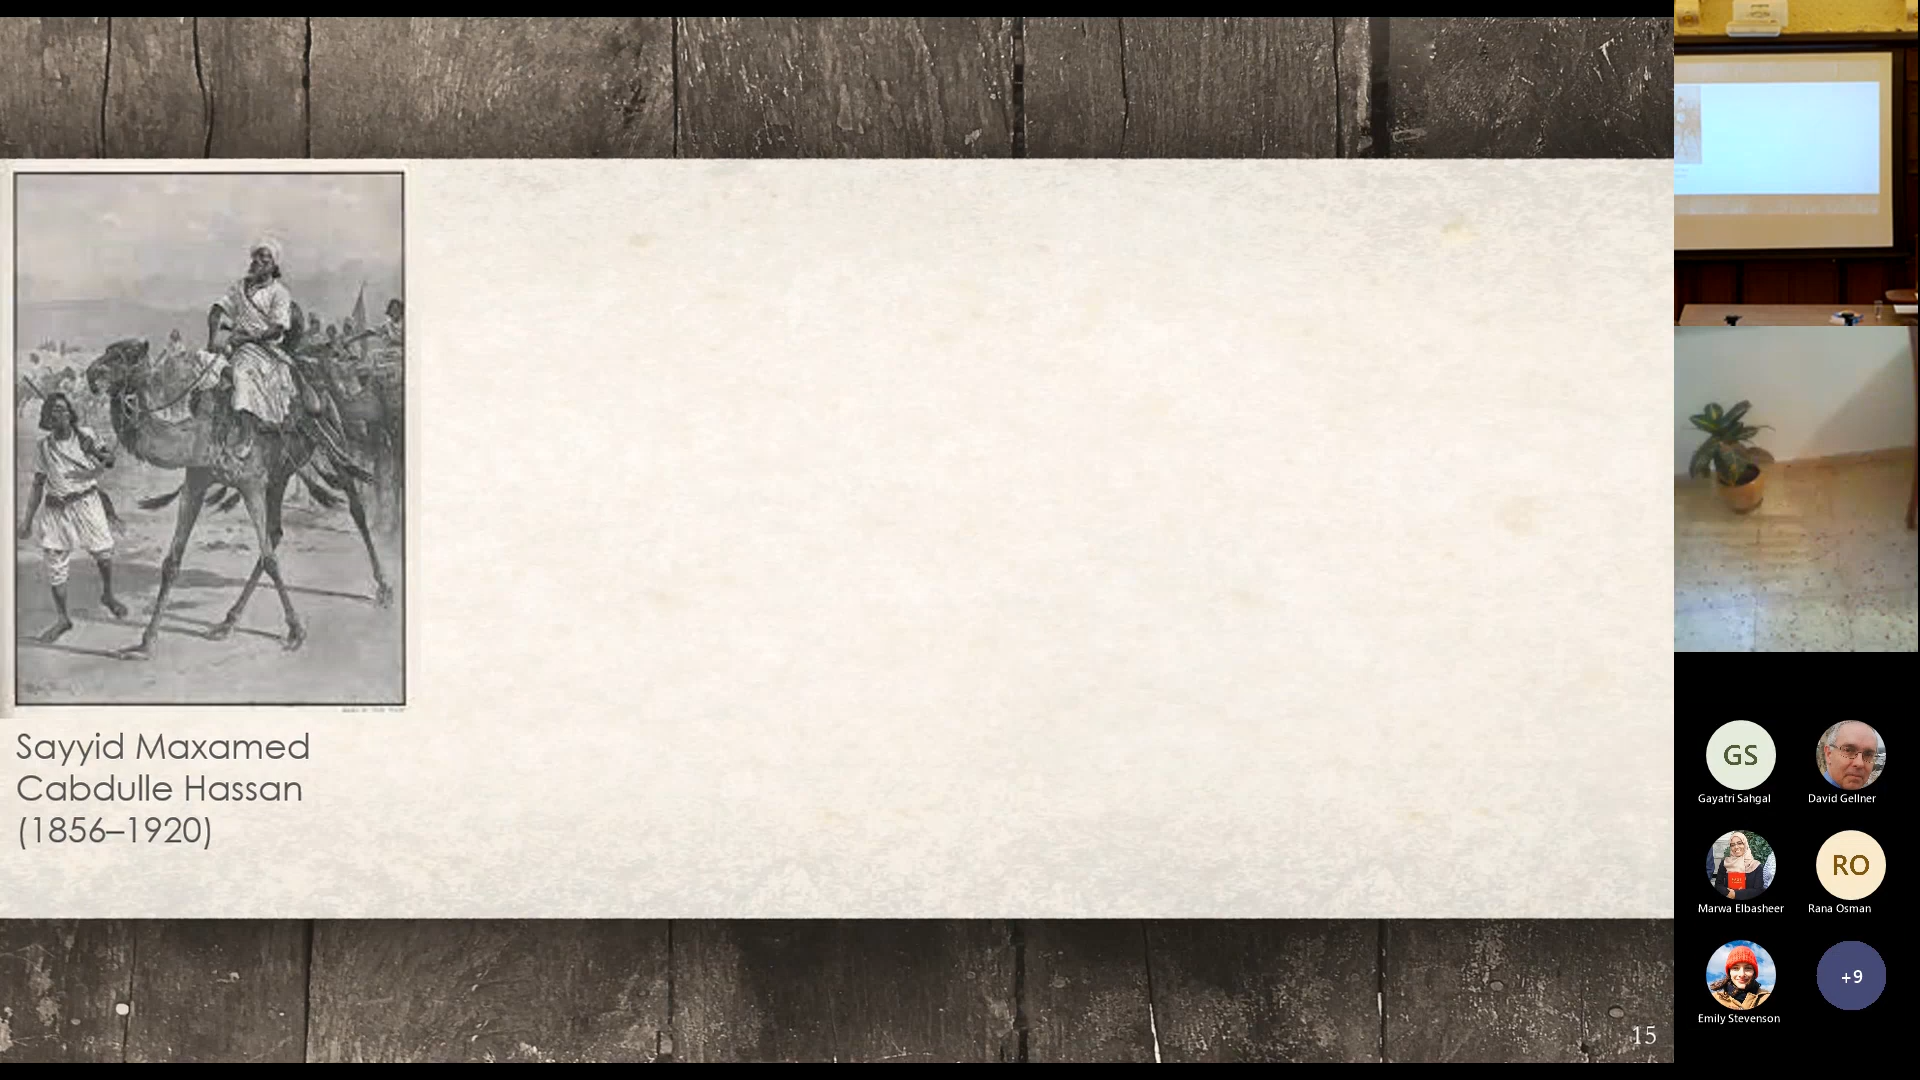 Sayyid Maxamed
Cabdulle Hassan
(1856–1920)
15
GS
Gayatri Sahgal
David Gellner
Marwa Elbasheer
RO
Rana Osman
Emily Stevenson
+9